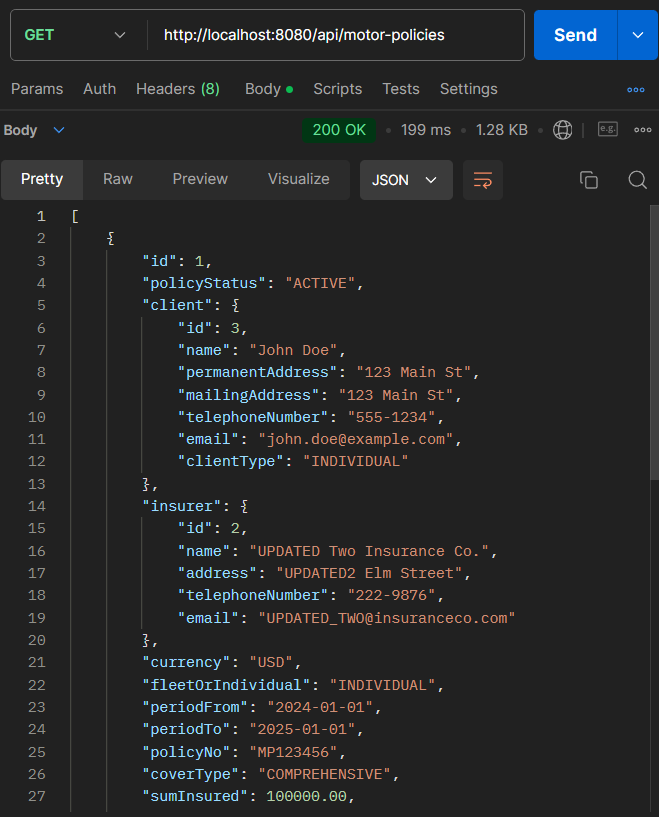 GET http://localhost:8080/api/motor-policies Send
Params Auth Headers (8) Body Scripts Tests Settings
Body 200 OK 199 ms 1.28 KB e.g.
Pretty Raw Preview Visualize JSON
1 [
2 {
3 "id": 1,
4 "policyStatus": "ACTIVE",
5 "client": {
6 "id": 3,
7 "name": "John Doe",
8 "permanentAddress": "123 Main St",
9 "mailingAddress": "123 Main St",
10 "telephoneNumber": "555-1234",
11 "email": "john.doe@example.com",
12 "clientType": "INDIVIDUAL"
13 },
14 "insurer": {
15 "id": 2,
16 "name": "UPDATED Two Insurance Co.",
17 "address": "UPDATED2 Elm Street",
18 "telephoneNumber": "222-9876",
19 "email": "UPDATED_TWO@insuranceco.com"
20 },
21 "currency": "USD",
22 "fleetOrIndividual": "INDIVIDUAL",
23 "periodFrom": "2024-01-01",
24 "periodTo": "2025-01-01",
25 "policyNo": "MP123456",
26 "coverType": "COMPREHENSIVE",
27 "sumInsured": 100000.00,